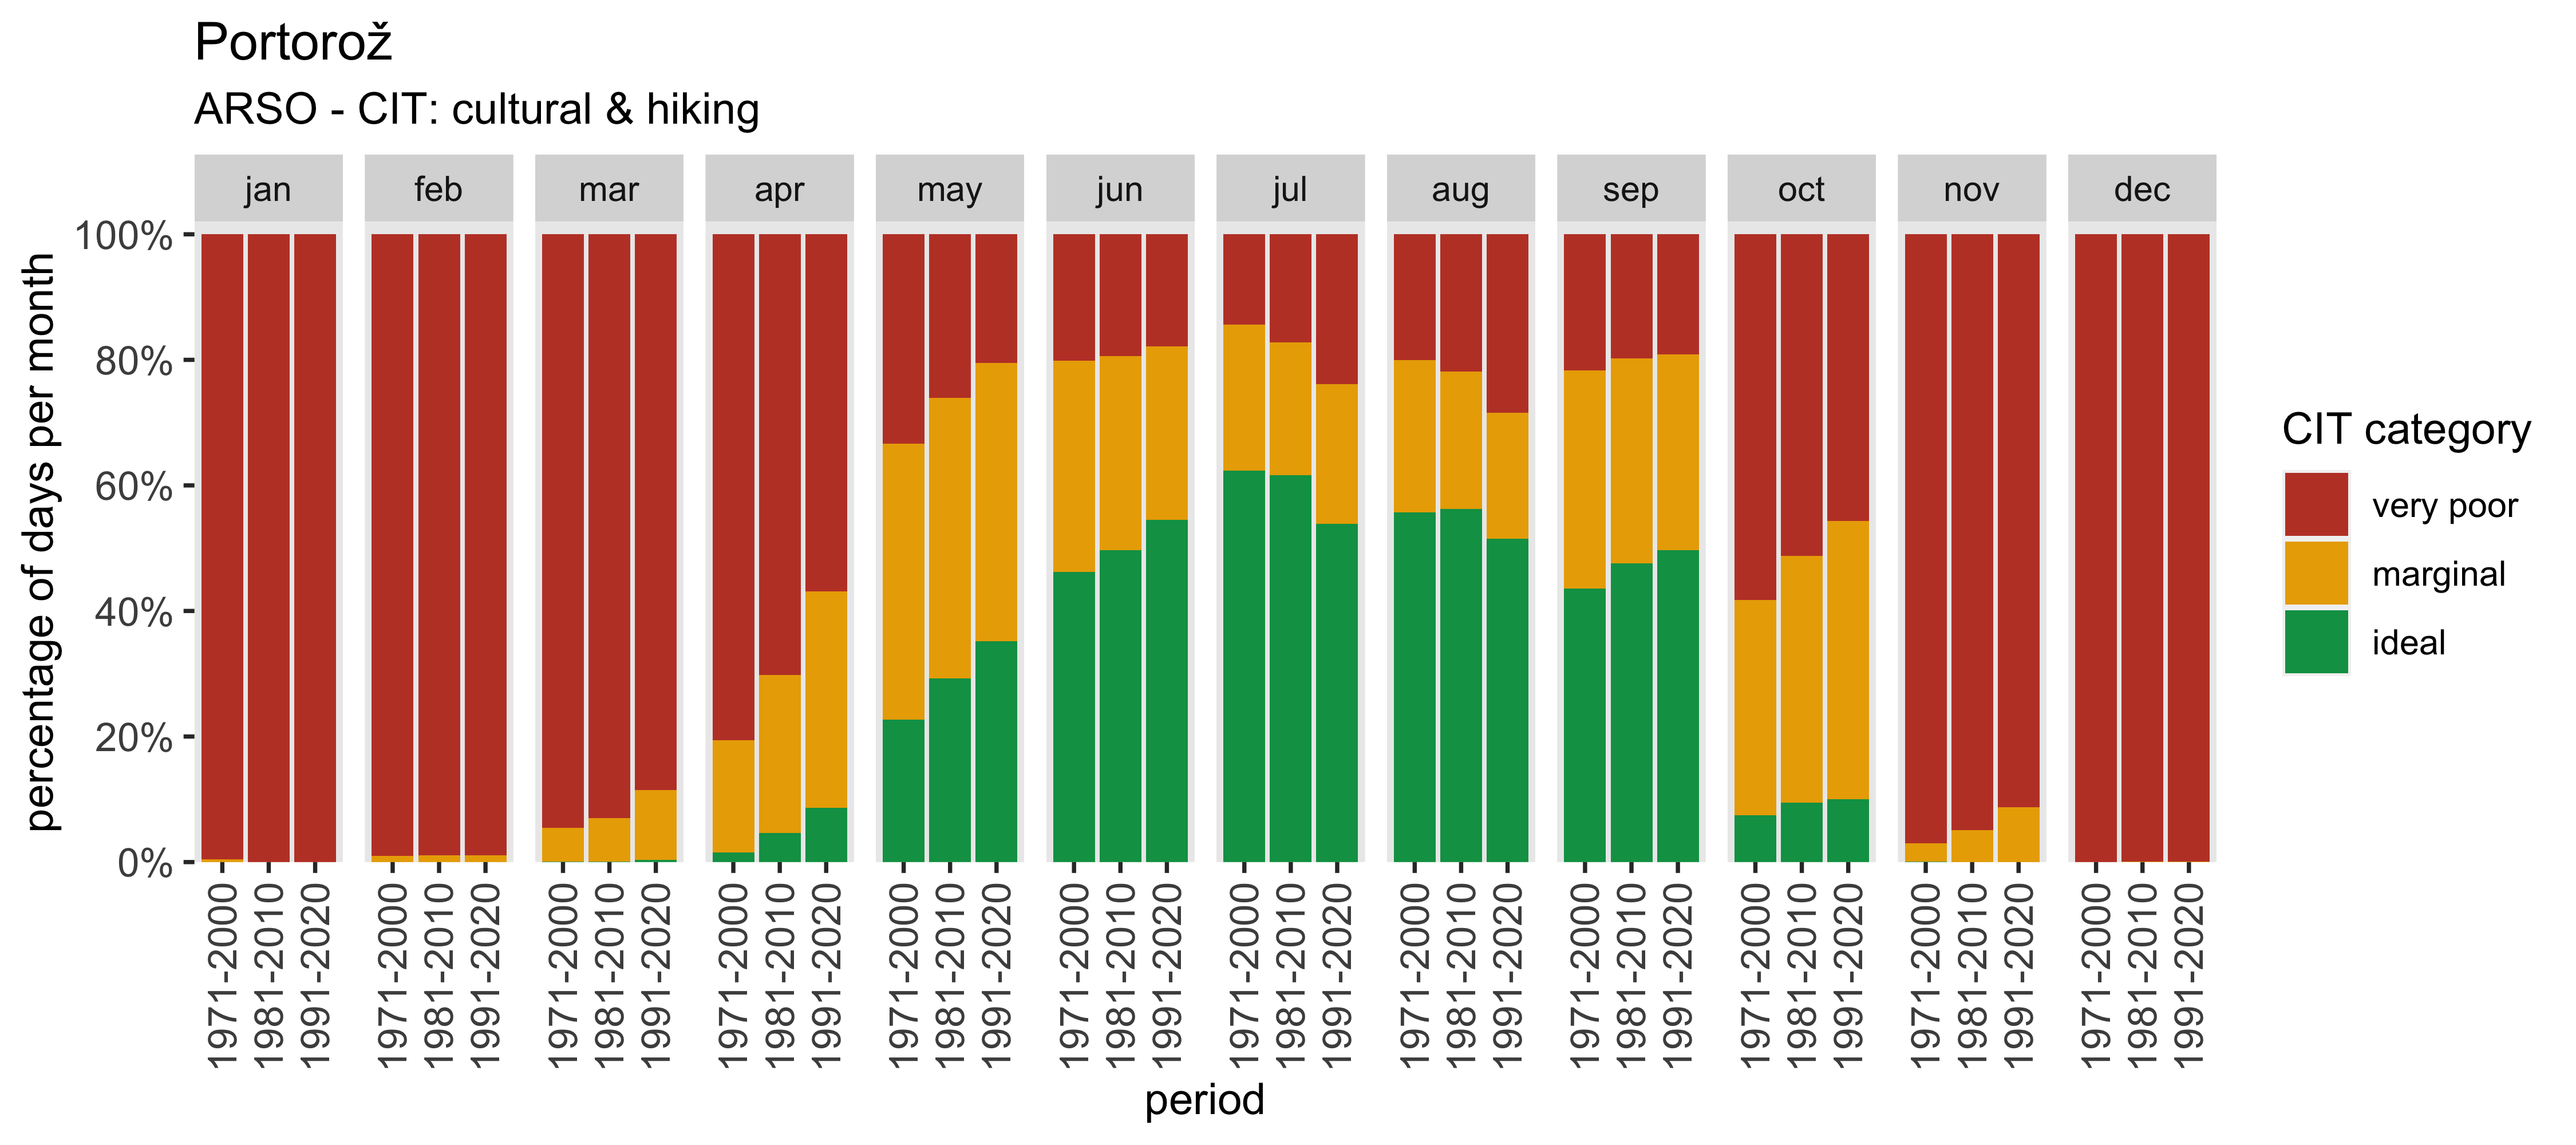 Portorož
ARSO - CIT: cultural & hiking
jan feb mar apr may jun jul aug sep oct nov dec
percentage of days per month
100%
80%
60%
40%
20%
0%
1971-2000 1981-2010 1991-2020 1971-2000 1981-2010 1991-2020 1971-2000 1981-2010 1991-2020 1971-2000 1981-2010 1991-2020 1971-2000 1981-2010 1991-2020 1971-2000 1981-2010 1991-2020 1971-2000 1981-2010 1991-2020 1971-2000 1981-2010 1991-2020 1971-2000 1981-2010 1991-2020 1971-2000 1981-2010 1991-2020 1971-2000 1981-2010 1991-2020 1971-2000 1981-2010 1991-2020
period
CIT category
very poor
marginal
ideal